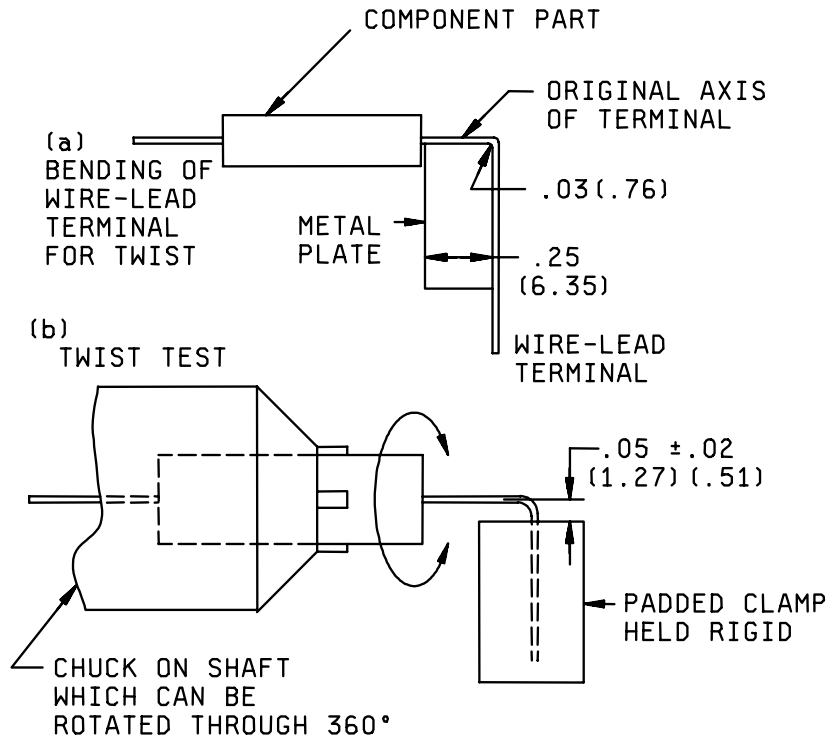 COMPONENT PART
ORIGINAL AXIS
OF TERMINAL
(a)
BENDING OF
WIRE-LEAD
TERMINAL
FOR TWIST
.03(.76)
METAL
PLATE
.25
(6.35)
WIRE-LEAD
TERMINAL
(b)
TWIST TEST
.05 ±.02
(1.27)(.51)
PADDED CLAMP
HELD RIGID
CHUCK ON SHAFT
WHICH CAN BE
ROTATED THROUGH 360°